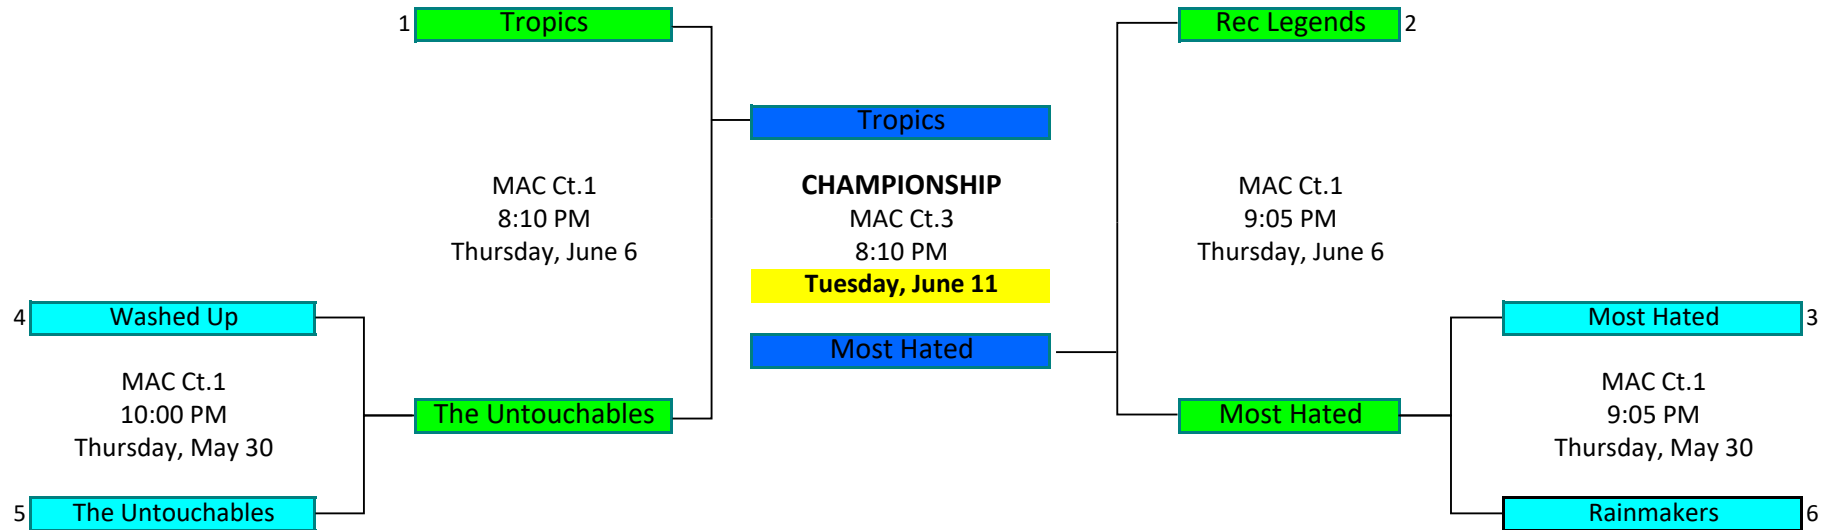 1 Tropics
Rec Legends 2
Tropics
MAC Ct.1
8:10 PM
Thursday, June 6
CHAMPIONSHIP
MAC Ct.3
8:10 PM
Tuesday, June 11
MAC Ct.1
9:05 PM
Thursday, June 6
4 Washed Up
Most Hated
Most Hated 3
MAC Ct.1
10:00 PM
Thursday, May 30
The Untouchables
Most Hated
MAC Ct.1
9:05 PM
Thursday, May 30
5 The Untouchables
Rainmakers 6